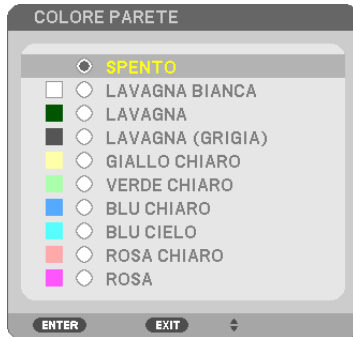 COLORE PARETE
SPENTO
LAVAGNA BIANCA
LAVAGNA
LAVAGNA (GRIGIA)
GIALLO CHIARO
VERDE CHIARO
BLU CHIARO
BLU CIELO
ROSA CHIARO
ROSA
ENTER EXIT